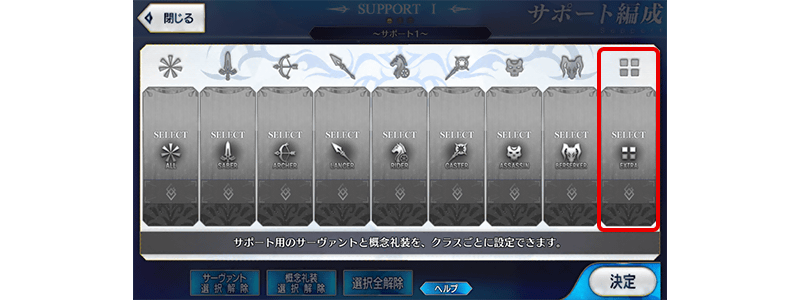 閉じる
SUPPORT 1
サポート編成
～サポート1～
SELECT
ALL
SELECT
SABER
SELECT
ARCHER
SELECT
LANCER
SELECT
RIDER
SELECT
CASTER
SELECT
ASSASSIN
SELECT
BERSERKER
SELECT
EXTRA
サポート用のサーヴァントと概念礼装を、クラスごとに設定できます。
サーヴァント
選択解除
概念礼装
選択解除
選択全解除
ヘルプ
決定